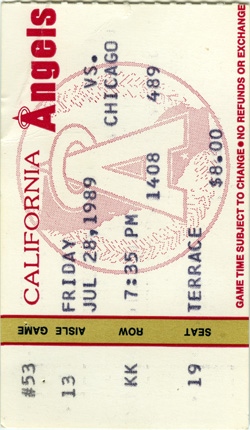 CALIFORNIA
Angels
FRIDAY VS.
JUL 28,1989 CHICAGO
7:35 PM 1408 489
TERRACE $8.00
GAME TIME SUBJECT TO CHANGE • NO REFUNDS OR EXCHANGE
GAME AISLE ROW SEAT
#53
13
KK
19